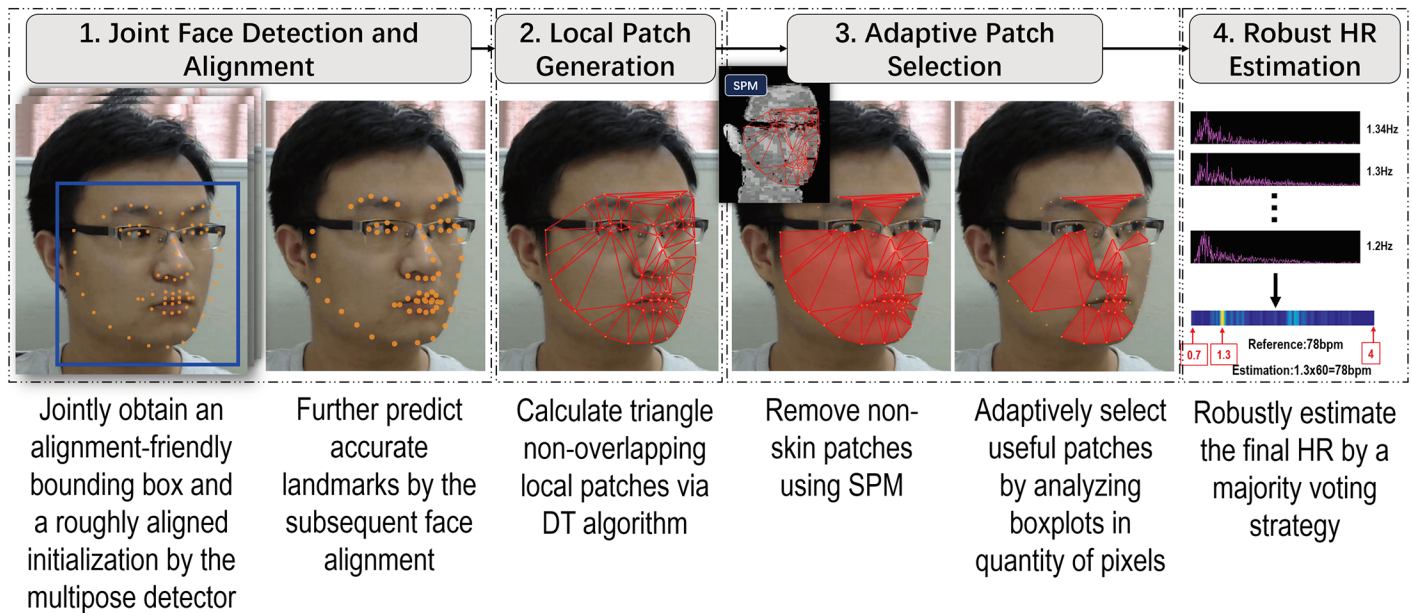 1. Joint Face Detection and
Alignment
2. Local Patch
Generation
3. Adaptive Patch
Selection
4. Robust HR
Estimation
SPM
1.34Hz
1.3Hz
1.2Hz
0.7
1.3
4
Reference:78bpm
Estimation:1.3x60=78bpm
Jointly obtain an
alignment-friendly
bounding box and
a roughly aligned
initialization by the
multipose detector
Further predict
accurate
landmarks by the
subsequent face
alignment
Calculate triangle
non-overlapping
local patches via
DT algorithm
Remove non-
skin patches
using SPM
Adaptively select
useful patches
by analyzing
boxplots in
quantity of pixels
Robustly estimate
the final HR by a
majority voting
strategy